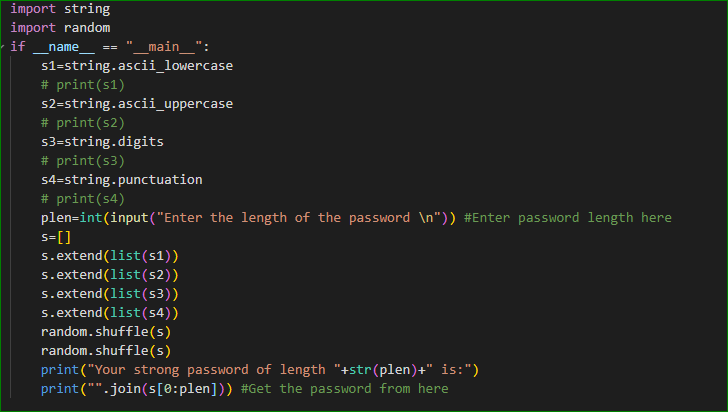 import string
import random
if __name__ == "__main__":
    s1=string.ascii_lowercase
    # print(s1)
    s2=string.ascii_uppercase
    # print(s2)
    s3=string.digits
    # print(s3)
    s4=string.punctuation
    # print(s4)
    plen=int(input("Enter the length of the password \n")) #Enter password length here
    s=[]
    s.extend(list(s1))
    s.extend(list(s2))
    s.extend(list(s3))
    s.extend(list(s4))
    random.shuffle(s)
    random.shuffle(s)
    print("Your strong password of length "+str(plen)+" is:")
    print("".join(s[0:plen])) #Get the password from here